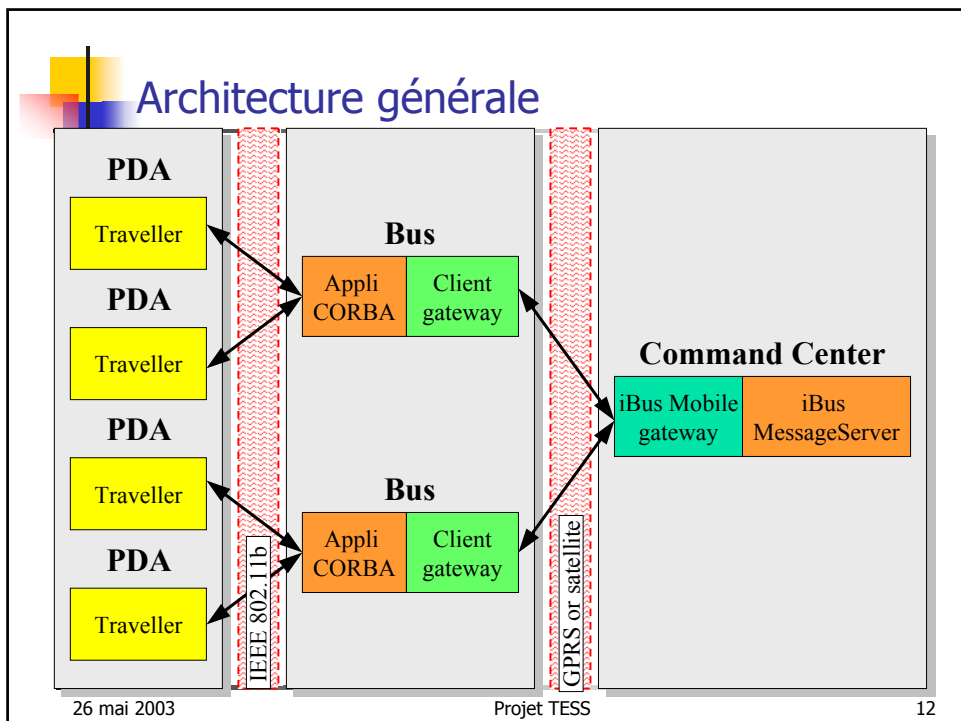 Architecture générale
PDA
Traveller
PDA
Traveller
PDA
Traveller
PDA
Traveller
IEEE 802.11b
Bus
Appli
CORBA
Client
gateway
Bus
Appli
CORBA
Client
gateway
GPRS or satellite
Command Center
iBus Mobile
gateway
iBus
MessageServer
26 mai 2003
Projet TESS
12